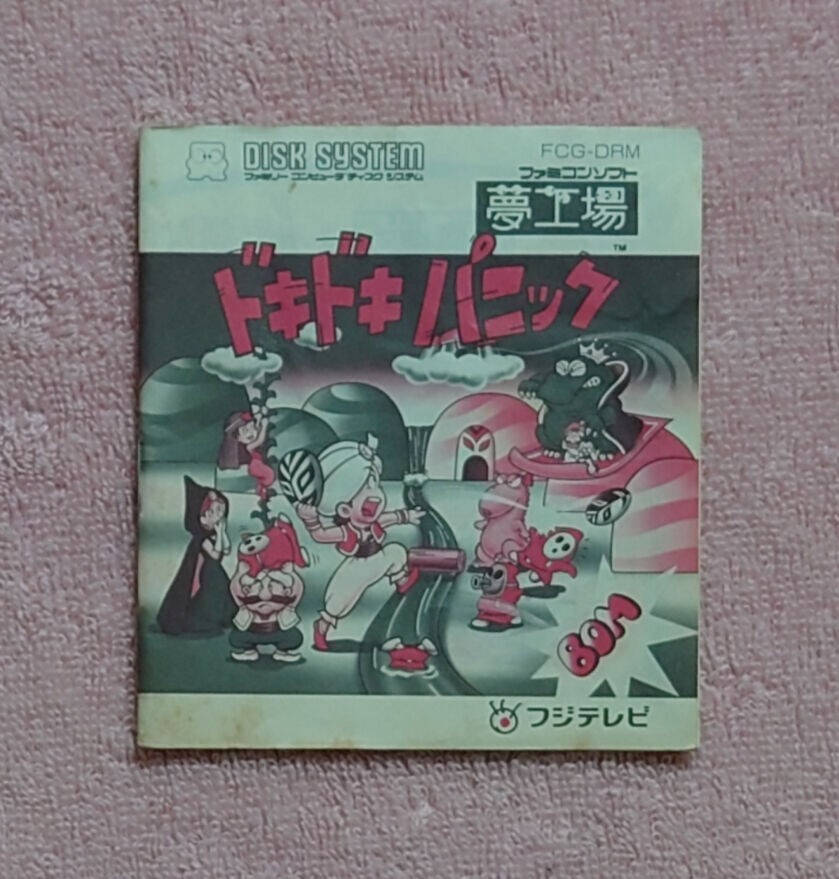 DISK SYSTEM
ファミリー コンピュータ ディスク システム
FCG-DRM
ファミコンソフト
夢工場
TM
ドキドキパニック
BOM
フジテレビ